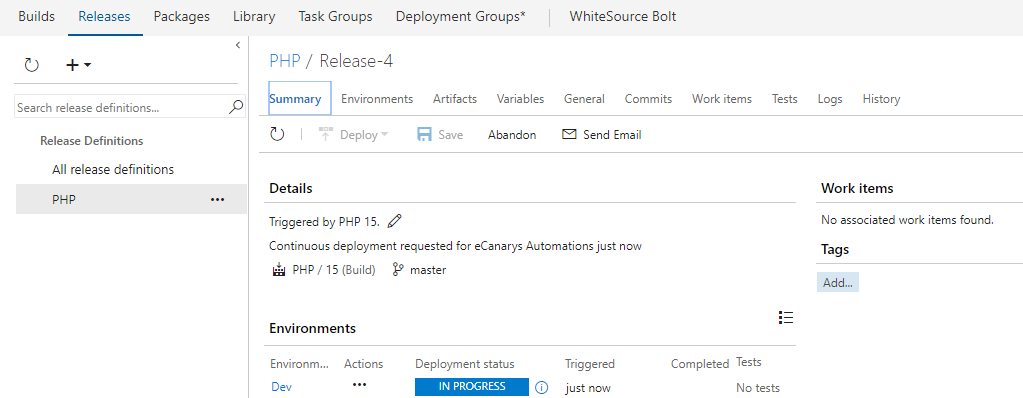 Builds Releases Packages Library Task Groups Deployment Groups* WhiteSource Bolt
PHP / Release-4
Search release definitions...
Release Definitions
All release definitions
PHP ...
Summary Environments Artifacts Variables General Commits Work items Tests Logs History
Deploy Save Abandon Send Email
Details
Triggered by PHP 15.
Continuous deployment requested for eCanarys Automations just now
PHP / 15 (Build) master
Environments
Environm... Actions Deployment status Triggered Completed Tests
Dev ... IN PROGRESS just now No tests
Work items
No associated work items found.
Tags
Add...